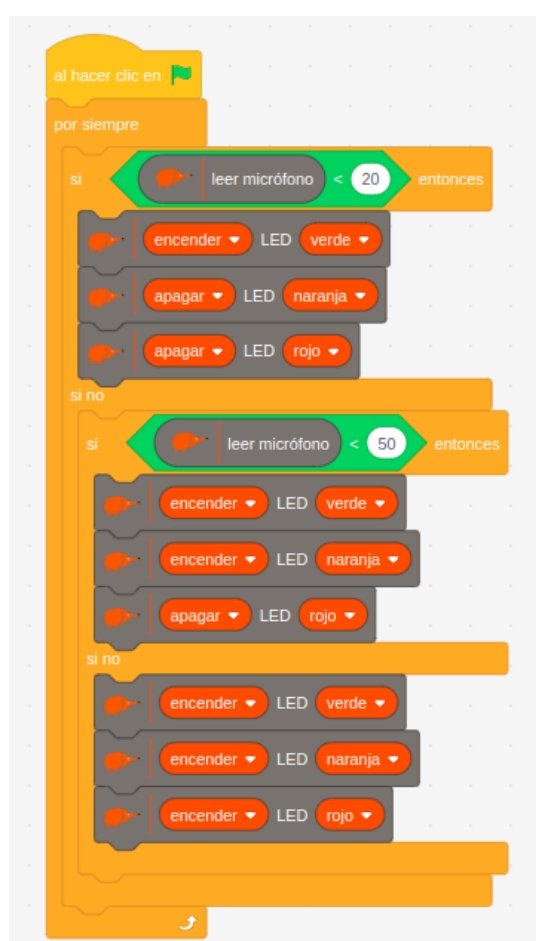 al hacer clic en
por siempre
si leer micrófono < 20 entonces
encender LED verde
apagar LED naranja
apagar LED rojo
si no
si leer micrófono < 50 entonces
encender LED verde
encender LED naranja
apagar LED rojo
si no
encender LED verde
encender LED naranja
encender LED rojo